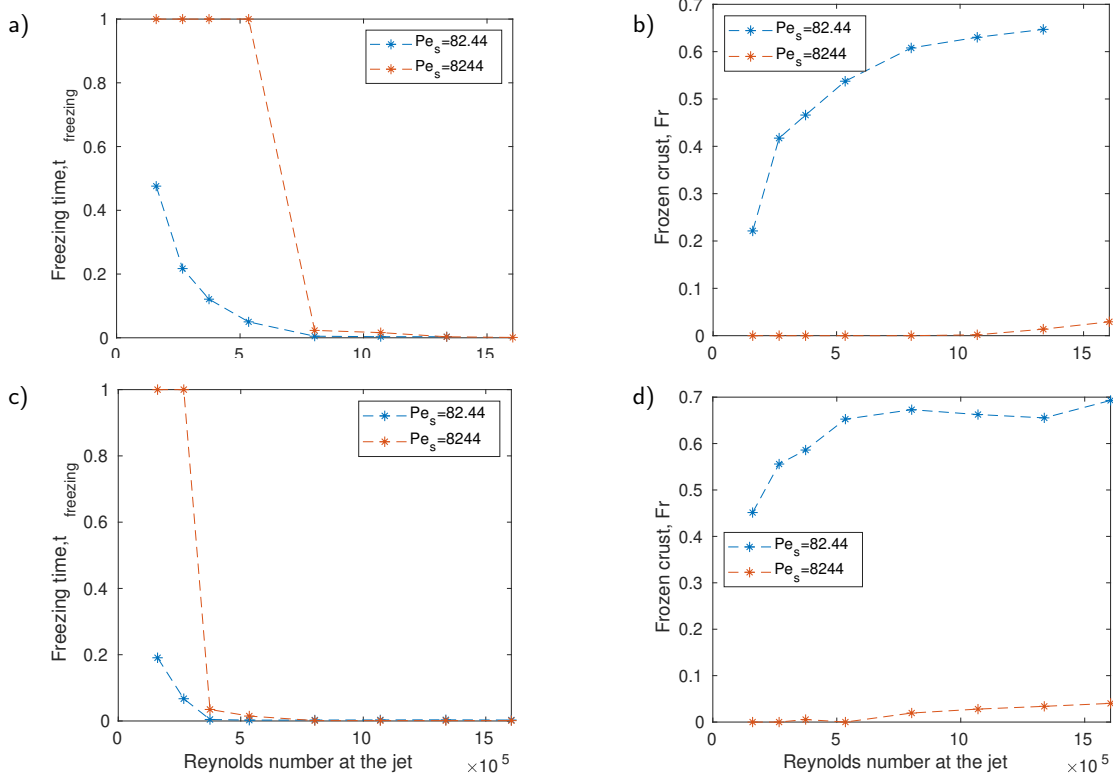 a)
Freezing time,t freezing
1
0.8
0.6
0.4
0.2
0
0
5
10
15
Pe_s=82.44
Pe_s=8244
b)
Frozen crust, Fr
0.7
0.6
0.5
0.4
0.3
0.2
0.1
0
0
5
10
15
Pe_s=82.44
Pe_s=8244
c)
Freezing time,t freezing
1
0.8
0.6
0.4
0.2
0
0
5
10
15
Reynolds number at the jet
×10^5
Pe_s=82.44
Pe_s=8244
d)
Frozen crust, Fr
0.7
0.6
0.5
0.4
0.3
0.2
0.1
0
0
5
10
15
Reynolds number at the jet
×10^5
Pe_s=82.44
Pe_s=8244